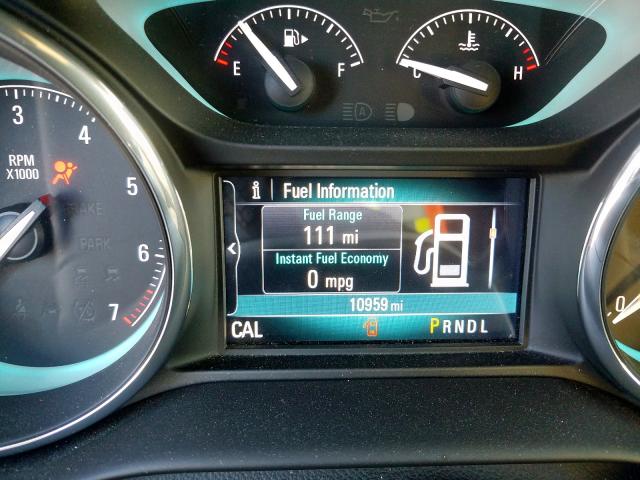 E F
C H
3
4
5
6
7
RPM
X1000
BRAKE
PARK
i Fuel Information
Fuel Range
111 mi
Instant Fuel Economy
0 mpg
10959 mi
CAL
PRNDL
A
0